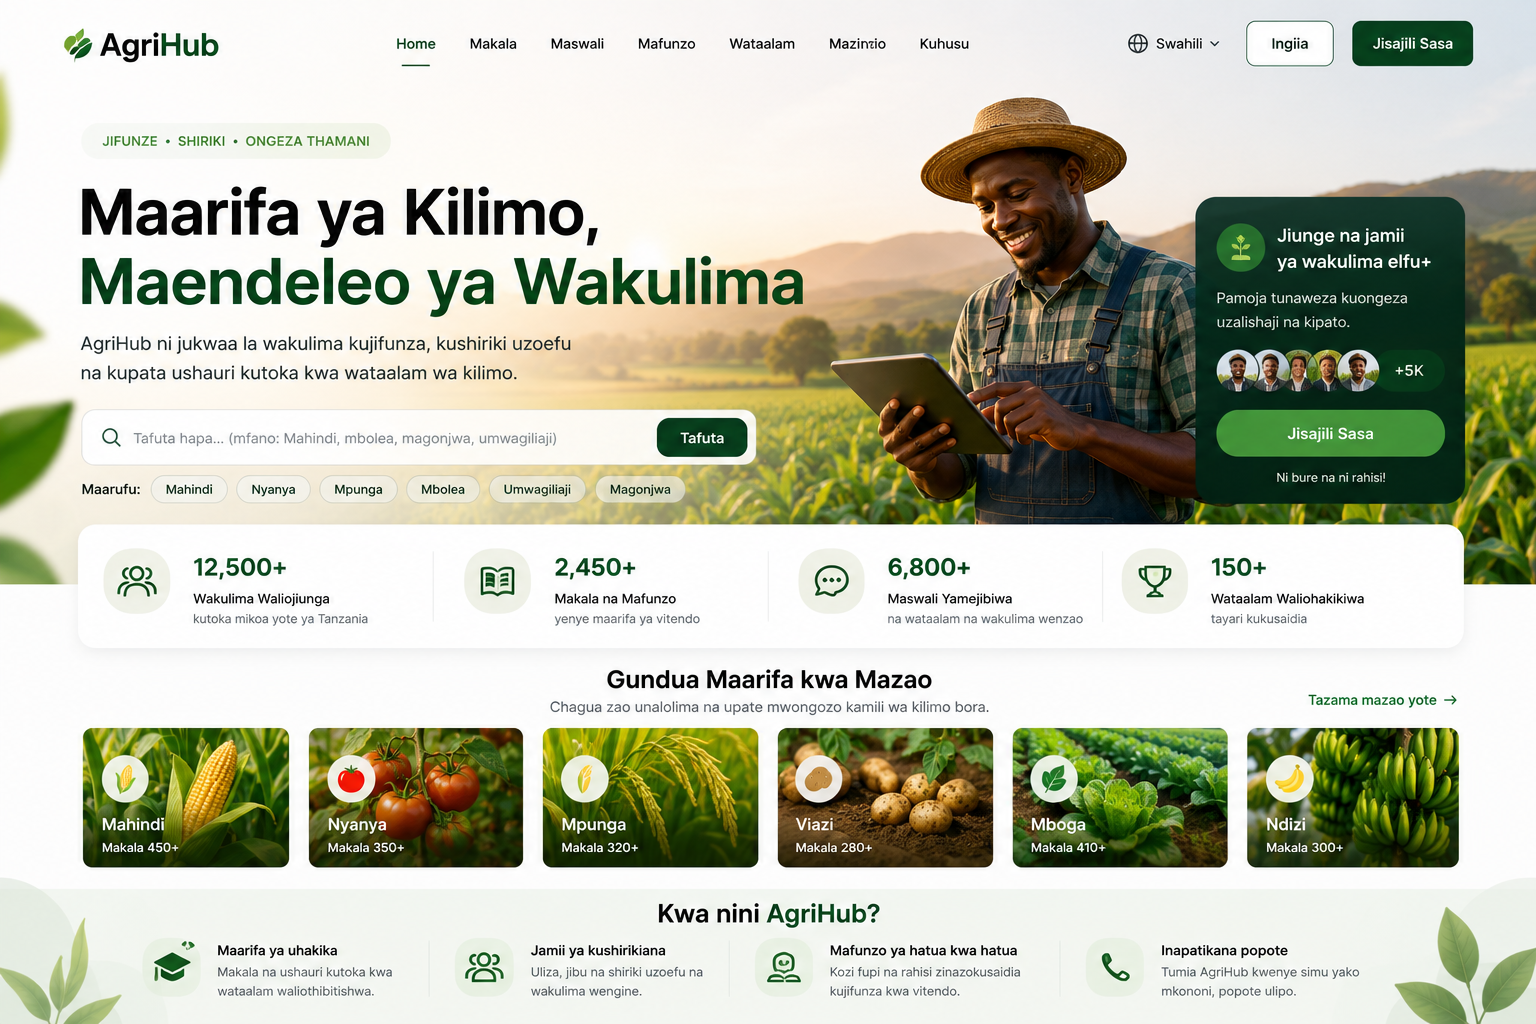 AgriHub
Home
Makala
Maswali
Mafunzo
Wataalam
Kuhusu
Swahili
Ingiia
Jisajili Sasa
JIFUNZE • SHIRIKI • ONGEZA THAMANI
Maarifa ya Kilimo,
Maendeleo ya Wakulima
AgriHub ni jukwaa la wakulima kujifunza, kushiriki uzoefu
na kupata ushauri kutoka kwa wataalam wa kilimo.
Tafuta hapa... (mfano: Mahindi, mbolea, magonjwa, umwagiliaji)
Tafuta
Maarufu:
Mahindi
Nyanya
Mpunga
Mbolea
Umwagiliaji
Magonjwa
Jiunge na jamii
ya wakulima elfu+
Pamoja tunaweza kuongeza
uzalishaji na kipato.
+5K
Jisajili Sasa
Ni bure na ni rahisi!
12,500+
Wakulima Waliojiunga
kutoka mikoa yote ya Tanzania
2,450+
Makala na Mafunzo
yenye maarifa ya vitendo
6,800+
Maswali Yamejibiwa
na wataalam na wakulima wenzao
150+
Wataalam Waliohakikiwa
tayari kukusaidia
Gundua Maarifa kwa Mazao
Chagua zao unalolima na upate mwongozo kamili wa kilimo bora.
Tazama mazao yote →
Mahindi
Makala 450+
Nyanya
Makala 350+
Mpunga
Makala 320+
Viazi
Makala 280+
Mboga
Makala 410+
Ndizi
Makala 300+
Kwa nini AgriHub?
Maarifa ya uhakika
Makala na ushauri kutoka kwa
wataalam waliothibitishwa.
Jamii ya kushirikiana
Uliza, jibu na shiriki uzoefu na
wakulima wengine.
Mafunzo ya hatua kwa hatua
Kozi fupi na rahisi zinazokusaidia
kujifunza kwa vitendo.
Inapatikana popote
Tumia AgriHub kwenye simu yako
mkononi, popote ulipo.